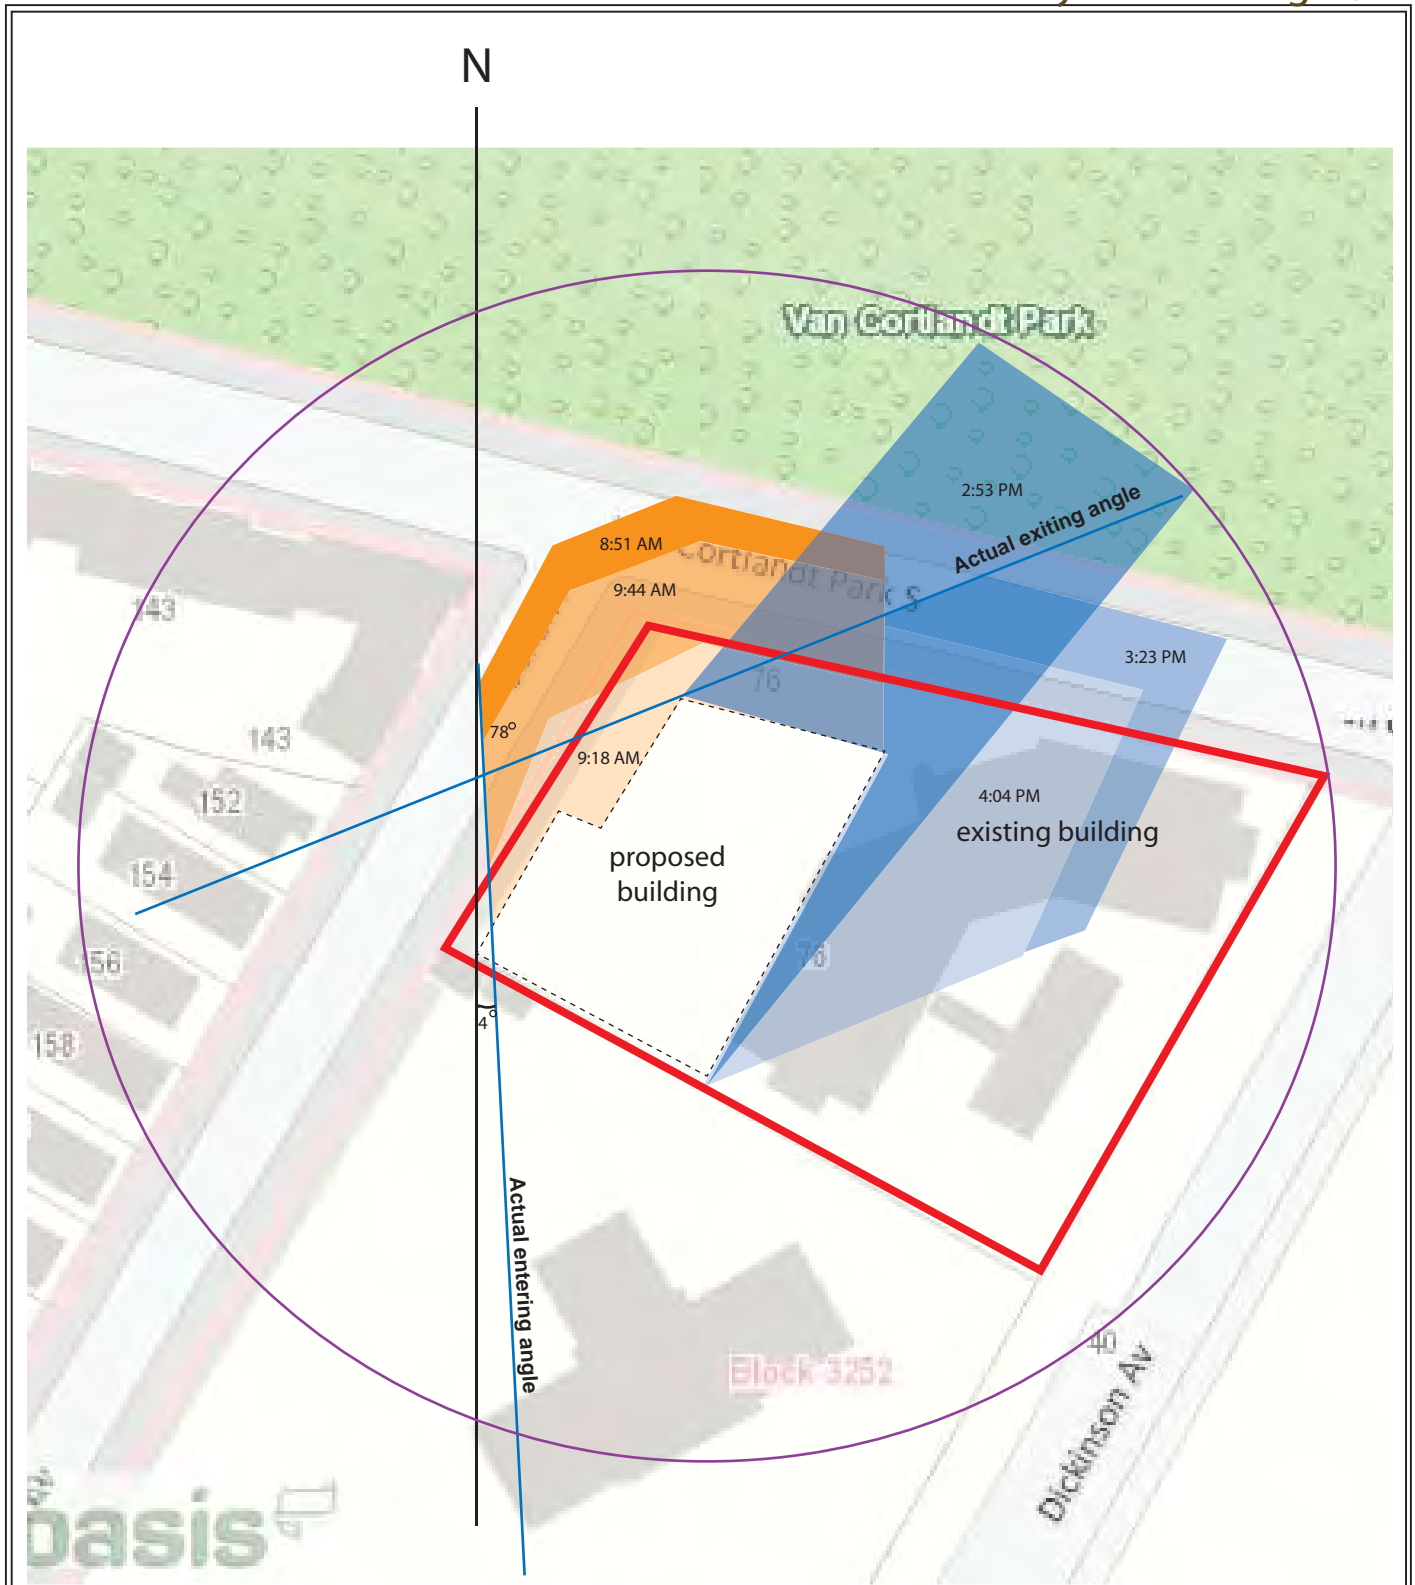 N
Van Cortlandt Park
2:53 PM
Actual exiting angle
8:51 AM
Cortlandt Park S
9:44 AM
143
3:23 PM
76
78°
143
9:18 AM
152
4:04 PM
existing building
proposed
building
154
76
156
4°
158
Actual entering angle
40
Block 3252
Dickinson Av
oasis